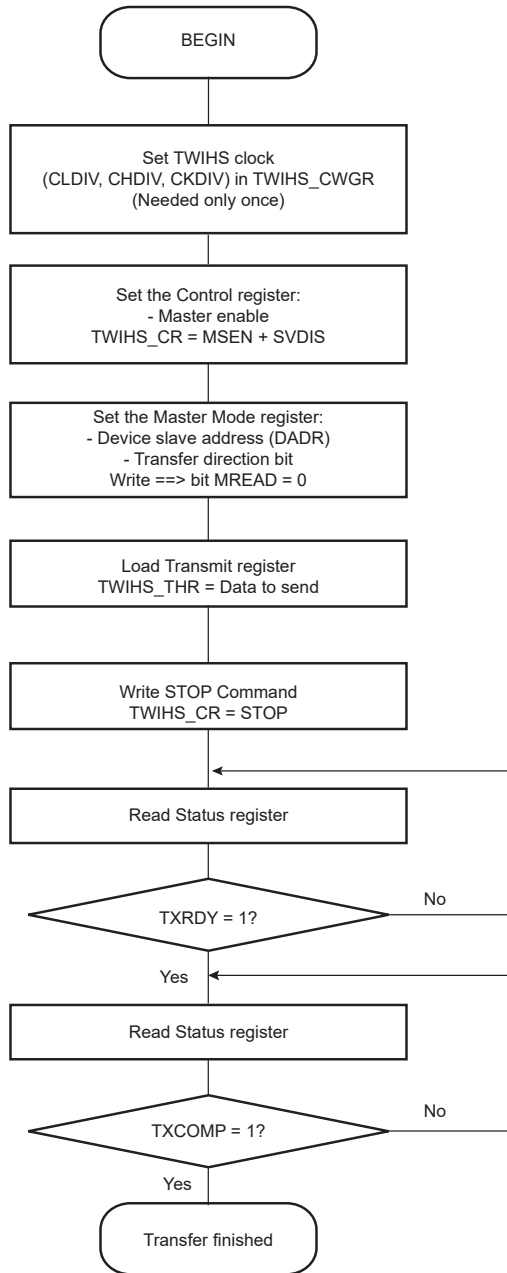 BEGIN
Set TWIHS clock
(CLDIV, CHDIV, CKDIV) in TWIHS_CWGR
(Needed only once)
Set the Control register:
- Master enable
TWIHS_CR = MSEN + SVDIS
Set the Master Mode register:
- Device slave address (DADR)
- Transfer direction bit
Write ==> bit MREAD = 0
Load Transmit register
TWIHS_THR = Data to send
Write STOP Command
TWIHS_CR = STOP
Read Status register
No
TXRDY = 1?
Yes
Read Status register
No
TXCOMP = 1?
Yes
Transfer finished